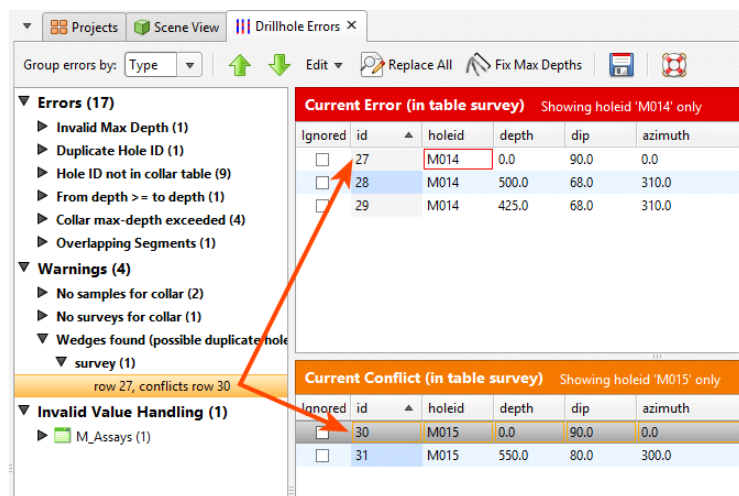 Projects Scene View Drillhole Errors
Group errors by: Type Edit Replace All Fix Max Depths
Errors (17)
Invalid Max Depth (1)
Duplicate Hole ID (1)
Hole ID not in collar table (9)
From depth >= to depth (1)
Collar max-depth exceeded (4)
Overlapping Segments (1)
Warnings (4)
No samples for collar (2)
No surveys for collar (1)
Wedges found (possible duplicate hole
survey (1)
row 27, conflicts row 30
Invalid Value Handling (1)
M_Assays (1)
Current Error (in table survey) Showing holeid 'M014' only
Ignored id holeid depth dip azimuth
27 M014 0.0 90.0 0.0
28 M014 500.0 68.0 310.0
29 M014 425.0 68.0 310.0
Current Conflict (in table survey) Showing holeid 'M015' only
Ignored id holeid depth dip azimuth
30 M015 0.0 90.0 0.0
31 M015 550.0 80.0 300.0